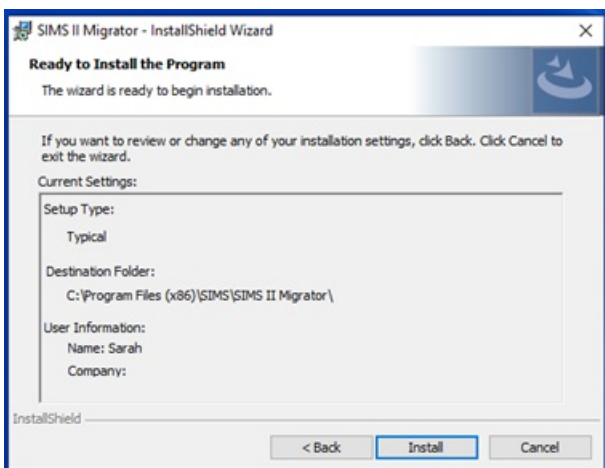 SIMS II Migrator - InstallShield Wizard
Ready to Install the Program
The wizard is ready to begin installation.
If you want to review or change any of your installation settings, click Back. Click Cancel to
exit the wizard.
Current Settings:
Setup Type:
Typical
Destination Folder:
C:\Program Files (x86)\SIMS\SIMS II Migrator\
User Information:
Name: Sarah
Company:
InstallShield
< Back Install Cancel